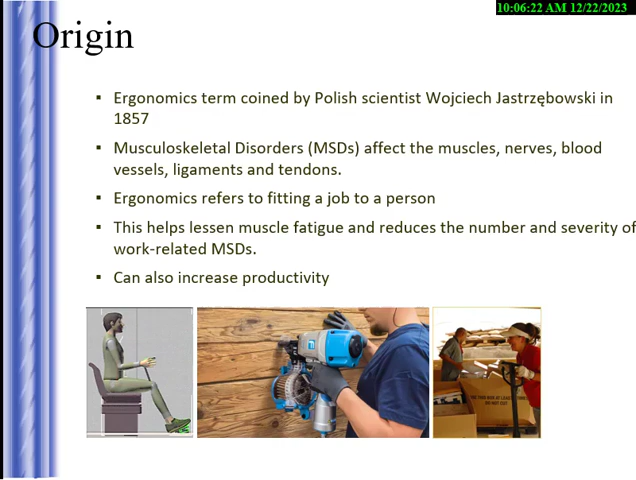 10:06:22 AM 12/22/2023
Origin
▪ Ergonomics term coined by Polish scientist Wojciech Jastrzębowski in
1857
▪ Musculoskeletal Disorders (MSDs) affect the muscles, nerves, blood
vessels, ligaments and tendons.
▪ Ergonomics refers to fitting a job to a person
▪ This helps lessen muscle fatigue and reduces the number and severity of
work-related MSDs.
▪ Can also increase productivity